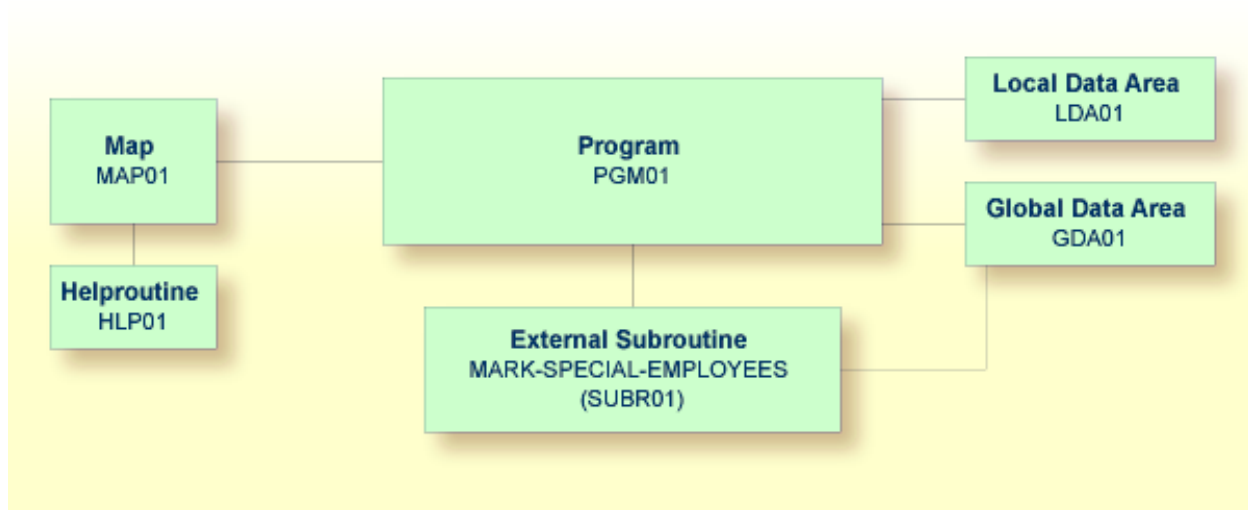 Map
MAP01
Helproutine
HLP01
Program
PGM01
External Subroutine
MARK-SPECIAL-EMPLOYEES
(SUBR01)
Local Data Area
LDA01
Global Data Area
GDA01